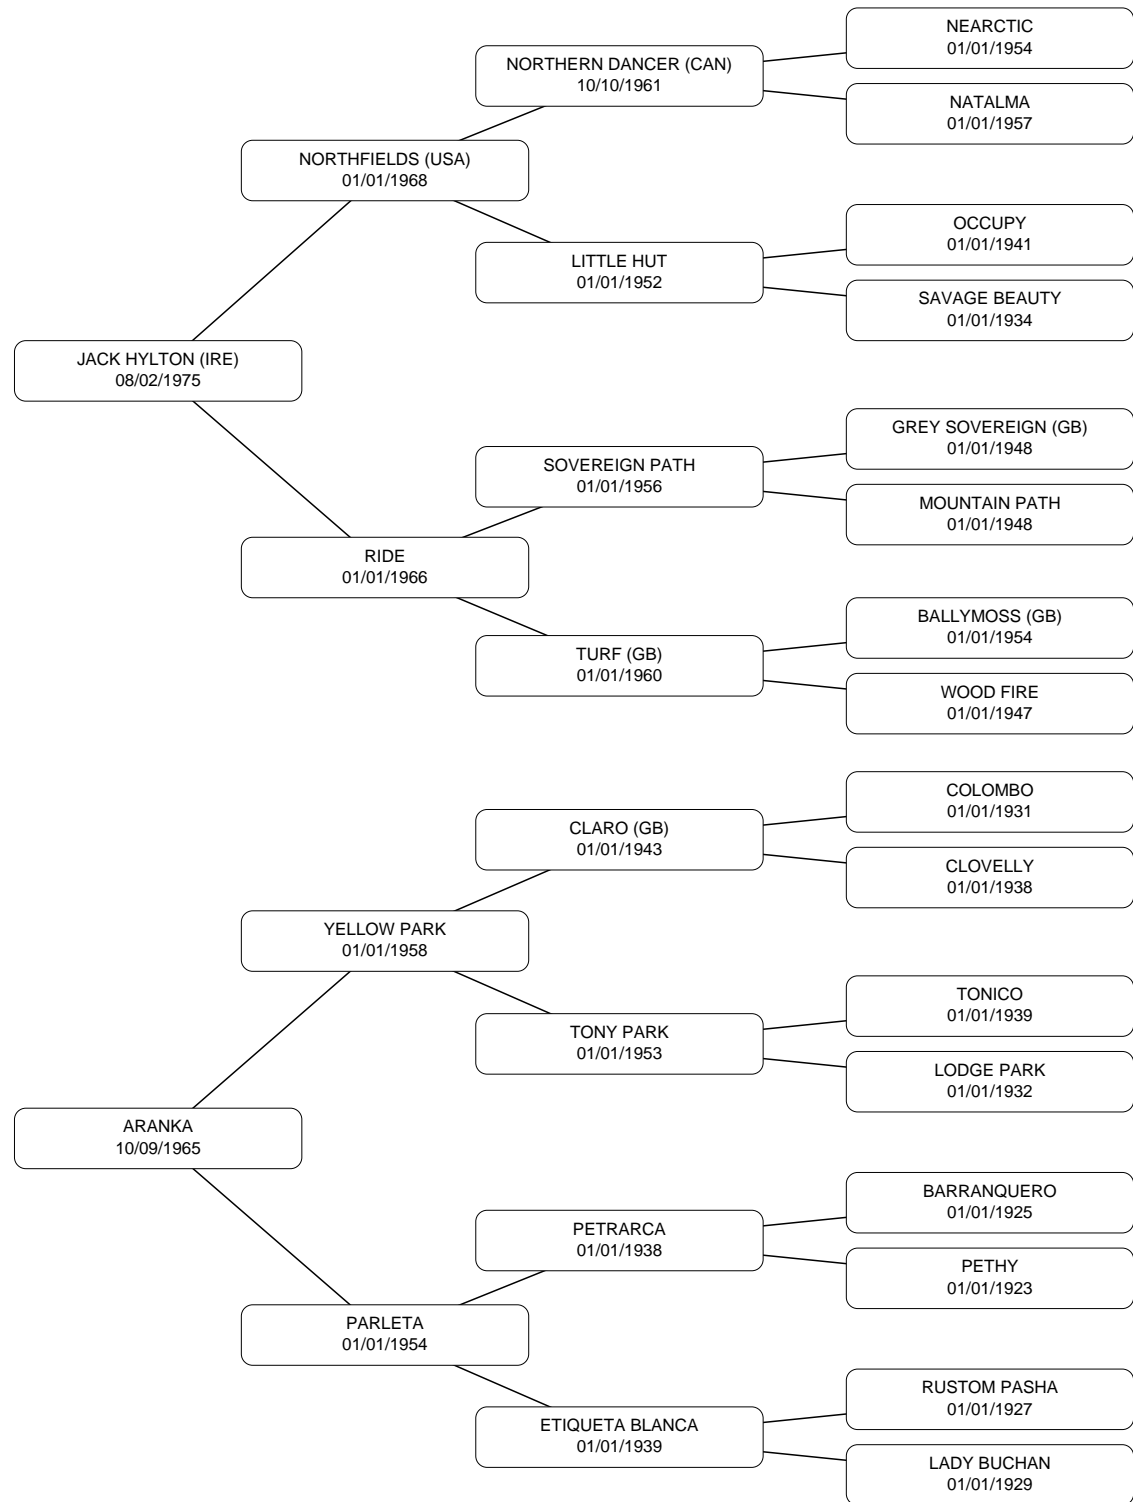 NEARCTIC
01/01/1954
NORTHERN DANCER (CAN)
10/10/1961
NATALMA
01/01/1957
NORTHFIELDS (USA)
01/01/1968
OCCUPY
01/01/1941
LITTLE HUT
01/01/1952
SAVAGE BEAUTY
01/01/1934
JACK HYLTON (IRE)
08/02/1975
GREY SOVEREIGN (GB)
01/01/1948
SOVEREIGN PATH
01/01/1956
MOUNTAIN PATH
01/01/1948
RIDE
01/01/1966
BALLYMOSS (GB)
01/01/1954
TURF (GB)
01/01/1960
WOOD FIRE
01/01/1947
COLOMBO
01/01/1931
CLARO (GB)
01/01/1943
CLOVELLY
01/01/1938
YELLOW PARK
01/01/1958
TONICO
01/01/1939
TONY PARK
01/01/1953
LODGE PARK
01/01/1932
ARANKA
10/09/1965
BARRANQUERO
01/01/1925
PETRARCA
01/01/1938
PETHY
01/01/1923
PARLETA
01/01/1954
RUSTOM PASHA
01/01/1927
ETIQUETA BLANCA
01/01/1939
LADY BUCHAN
01/01/1929